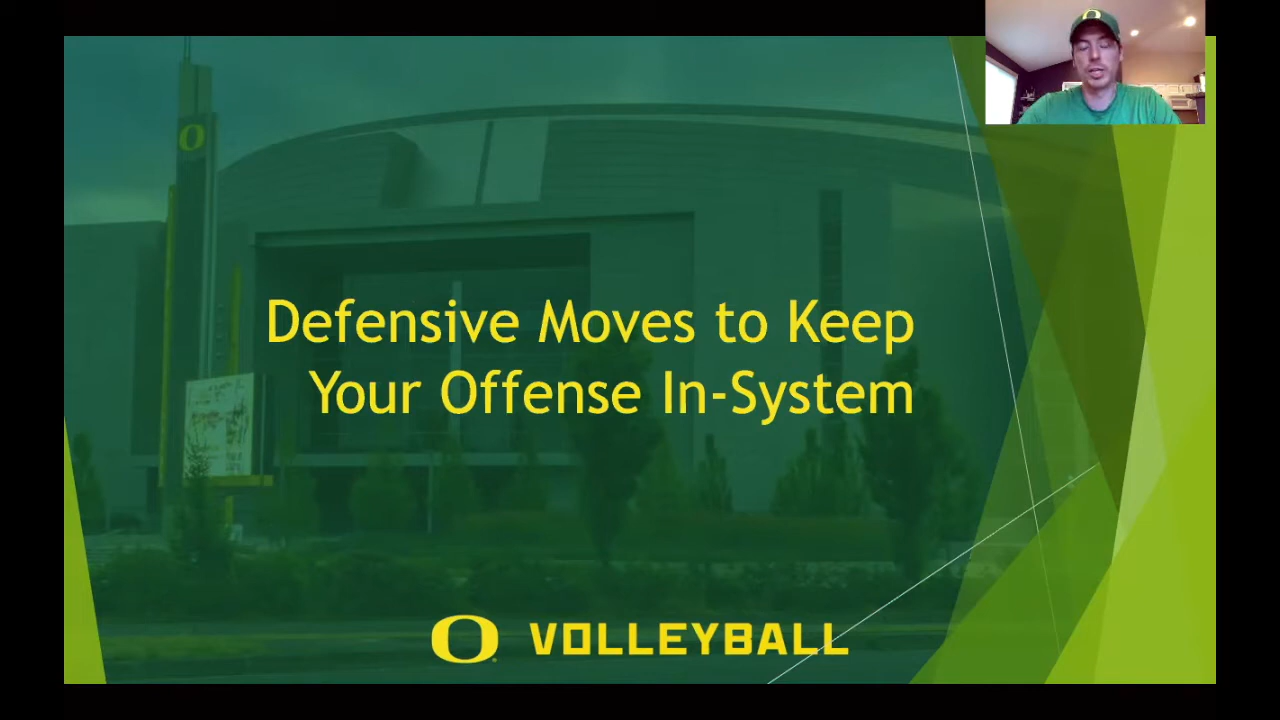 Defensive Moves to Keep
Your Offense In-System
O VOLLEYBALL
O
O